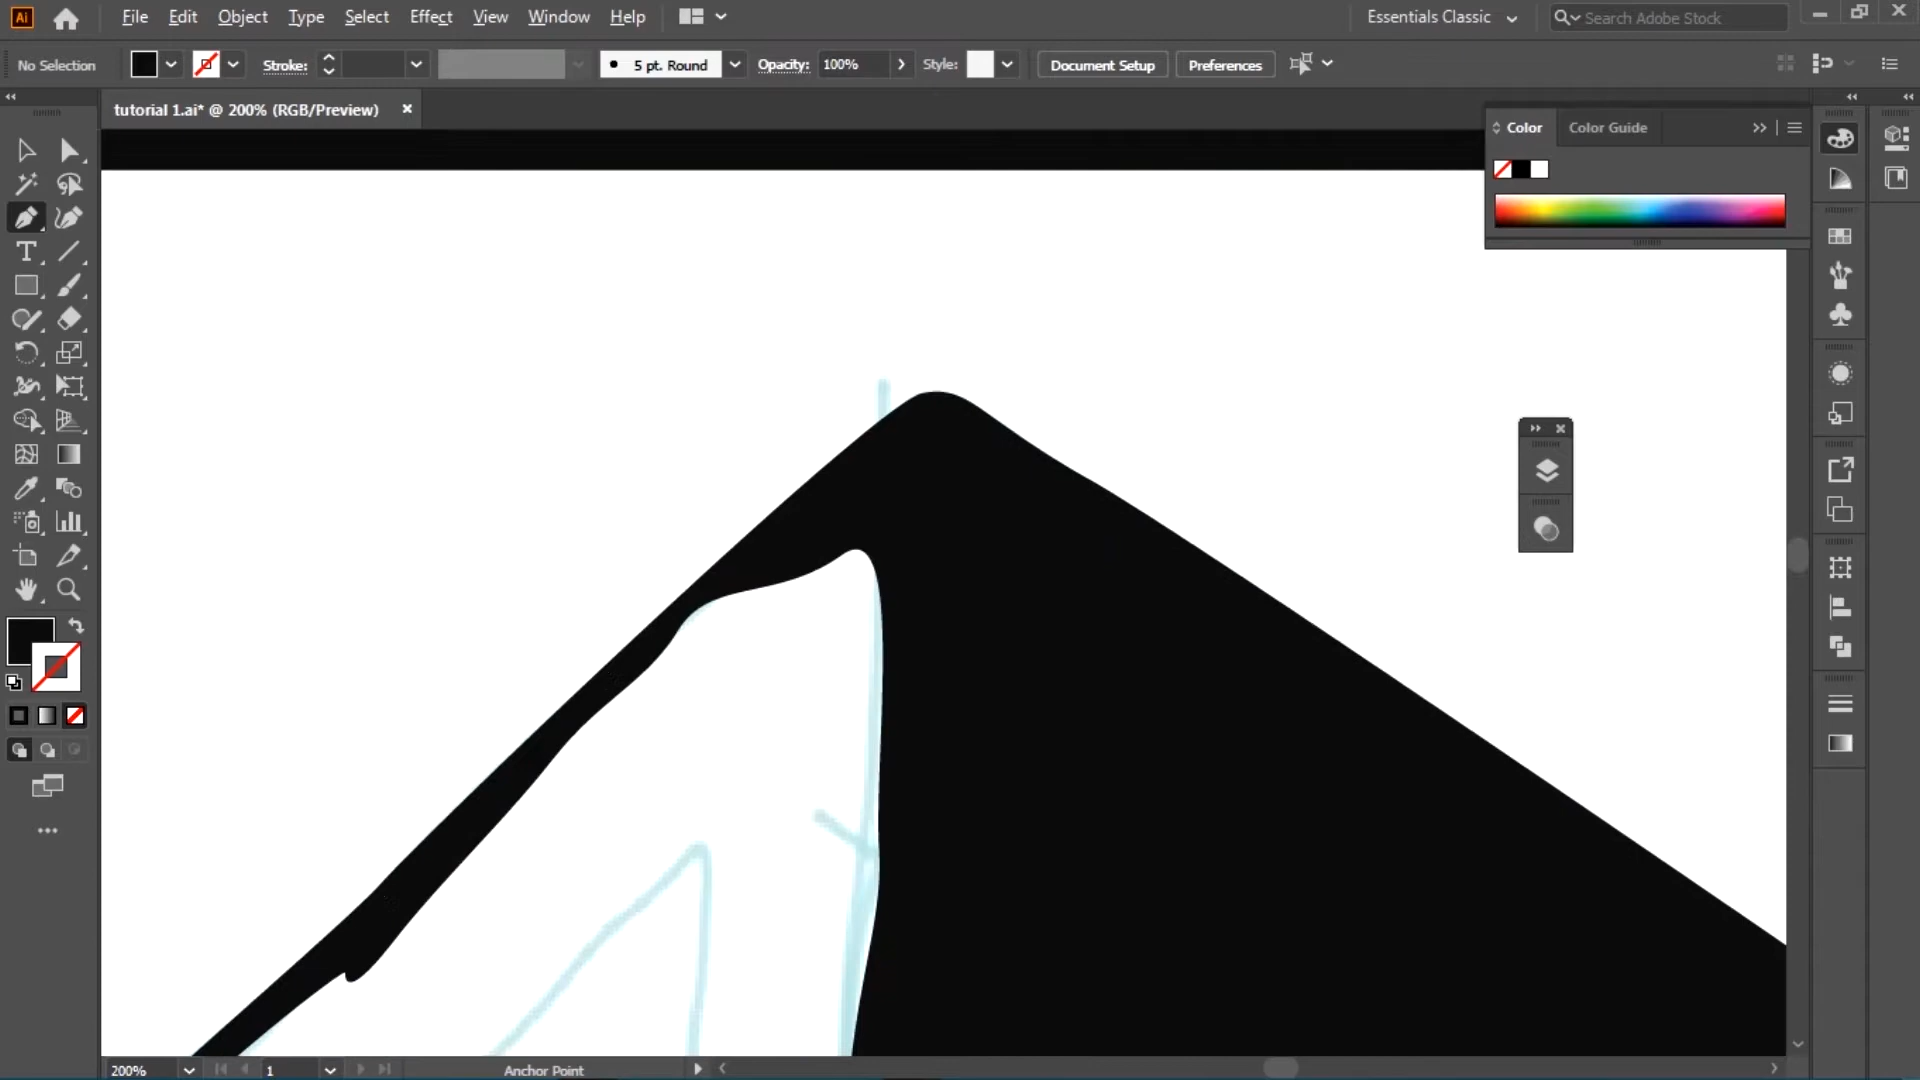 Ai File Edit Object Type Select Effect View Window Help Essentials Classic Search Adobe Stock
No Selection Stroke: 5 pt. Round Opacity: 100% Style: Document Setup Preferences
tutorial 1.ai* @ 200% (RGB/Preview)
Color Color Guide
200% 1 Anchor Point